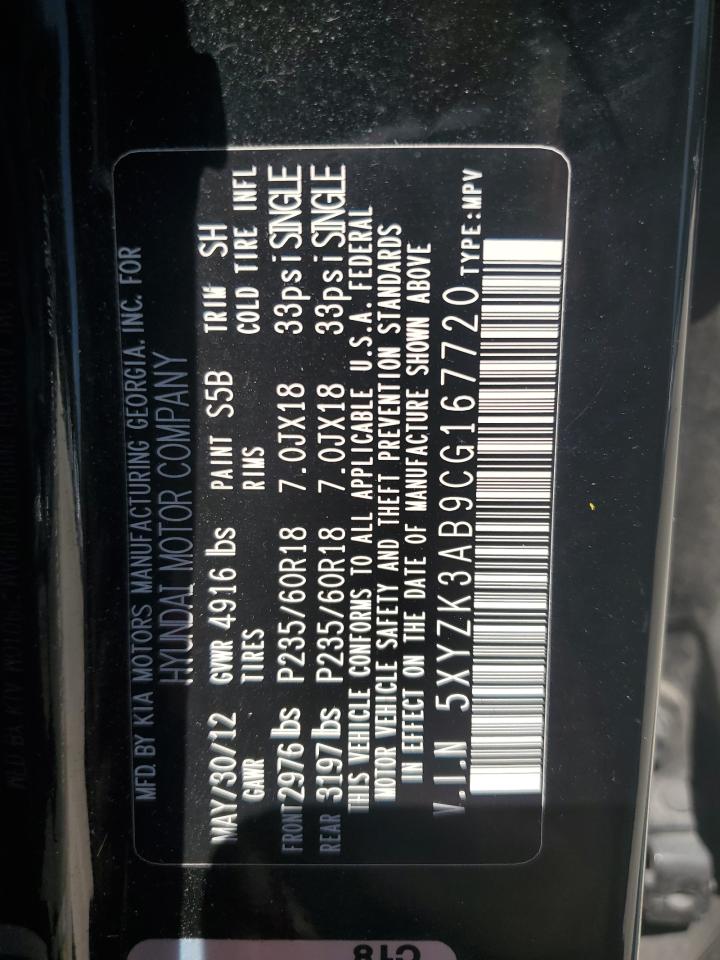 MFD. BY KIA MOTORS MANUFACTURING GEORGIA, INC. FOR
HYUNDAI MOTOR COMPANY
MAY/30/12 GVWR 4916 lbs PAINT S5B TRIM SH
GAWR TIRES RIMS COLD TIRE INFL
FRONT 2976 lbs P235/60R18 7.0JX18 33psi SINGLE
REAR 3197 lbs P235/60R18 7.0JX18 33psi SINGLE
THIS VEHICLE CONFORMS TO ALL APPLICABLE U.S.A. FEDERAL
MOTOR VEHICLE SAFETY AND THEFT PREVENTION STANDARDS
IN EFFECT ON THE DATE OF MANUFACTURE SHOWN ABOVE
V.I.N 5XYZK3AB9CG167720 TYPE:MPV